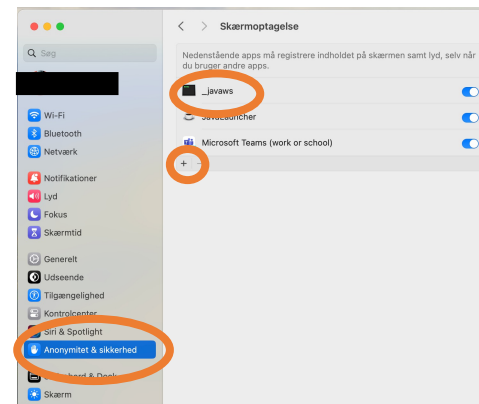 Skærmoptagelse
Søg
Nedenstående apps må registrere indholdet på skærmen samt lyd, selv når
du bruger andre apps.
_javaws
JavaLauncher
Microsoft Teams (work or school)
+ −
Wi-Fi
Bluetooth
Netværk
Notifikationer
Lyd
Fokus
Skærmtid
Generelt
Udseende
Tilgængelighed
Kontrolcenter
Siri & Spotlight
Anonymitet & sikkerhed
& Dock
Skærm